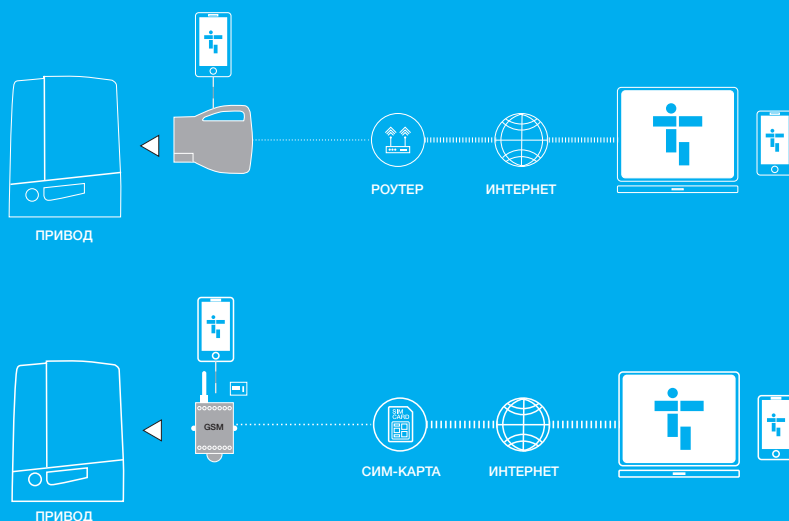 РОУТЕР
ИНТЕРНЕТ
ПРИВОД
GSM
SIM
CARD
СИМ-КАРТА
ИНТЕРНЕТ
ПРИВОД